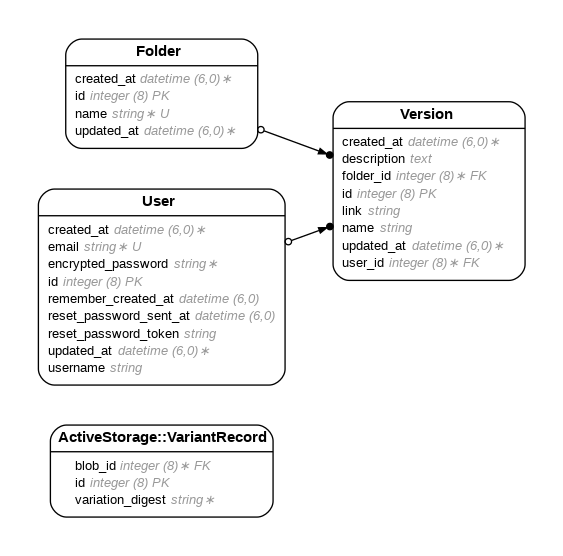 Folder
created_at datetime (6,0)∗
id integer (8) PK
name string∗ U
updated_at datetime (6,0)∗
Version
created_at datetime (6,0)∗
description text
folder_id integer (8)∗ FK
id integer (8) PK
link string
name string
updated_at datetime (6,0)∗
user_id integer (8)∗ FK
User
created_at datetime (6,0)∗
email string∗ U
encrypted_password string∗
id integer (8) PK
remember_created_at datetime (6,0)
reset_password_sent_at datetime (6,0)
reset_password_token string
updated_at datetime (6,0)∗
username string
ActiveStorage::VariantRecord
blob_id integer (8)∗ FK
id integer (8) PK
variation_digest string∗